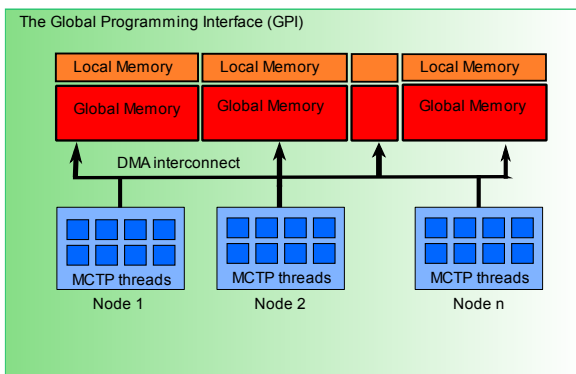 The Global Programming Interface (GPI)
Local Memory
Local Memory
Local Memory
Global Memory
Global Memory
Global Memory
DMA interconnect
MCTP threads
MCTP threads
MCTP threads
Node 1
Node 2
Node n